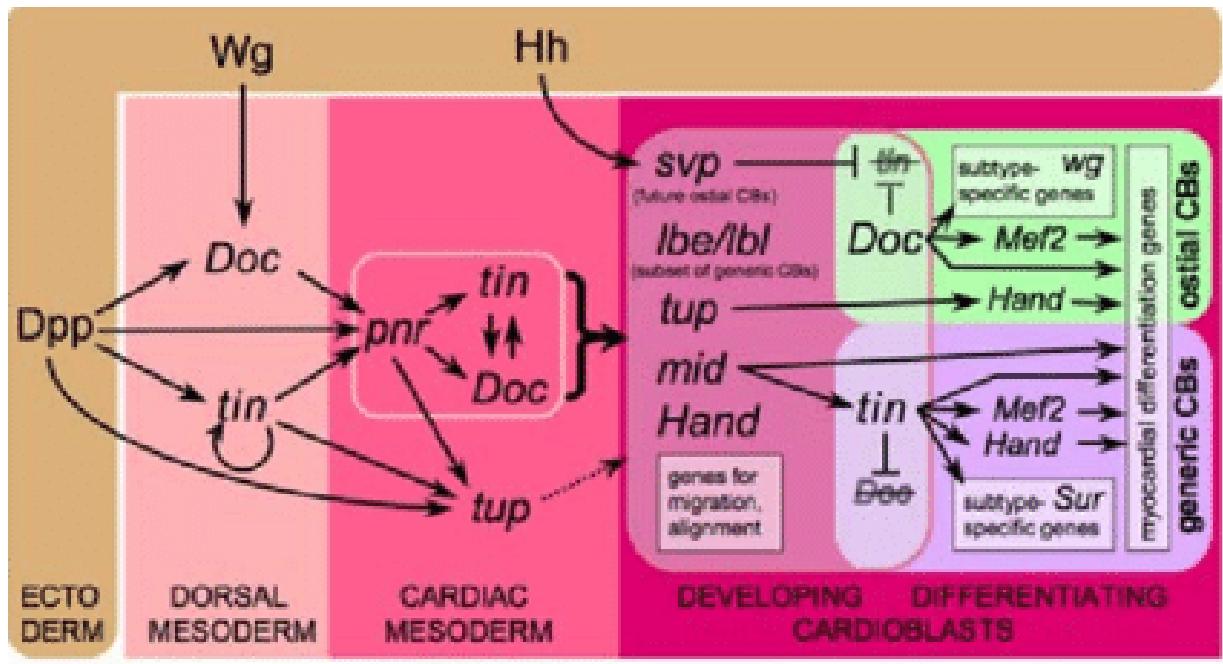 Wg
Hh
Dpp
Doc
tin
pnr
tin
Doc
tup
svp
(future ostial CBs)
lbe/lbl
(subset of generic CBs)
tup
mid
Hand
genes for
migration,
alignment
tin
Doc
tin
Doc
subtype- wg
specific genes
Mef2
Hand
Mef2
Hand
subtype- Sur
specific genes
myocardial differentiation genes
ostial CBs
generic CBs
ECTO
DERM
DORSAL
MESODERM
CARDIAC
MESODERM
DEVELOPING DIFFERENTIATING
CARDIOBLASTS